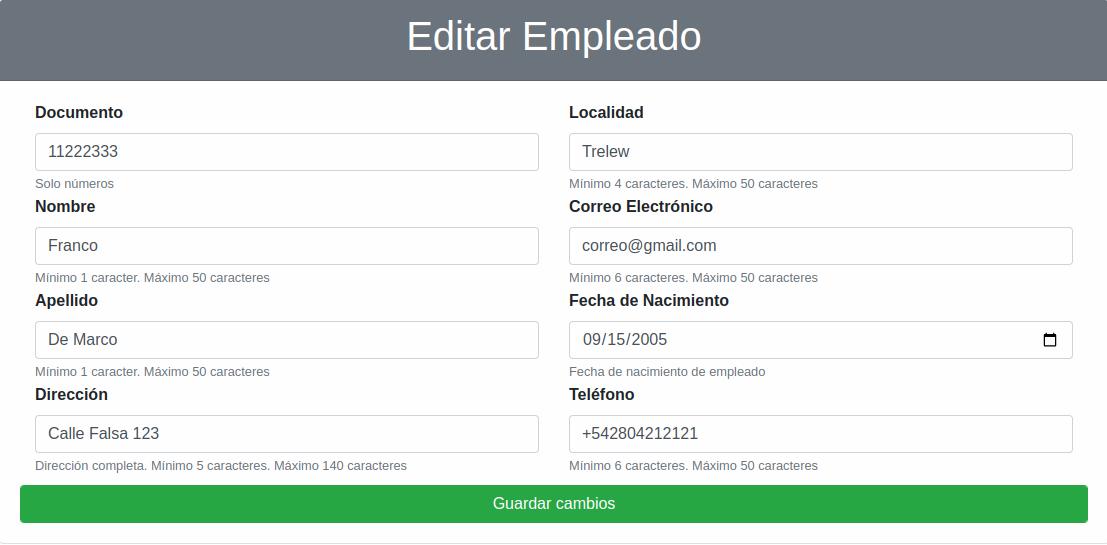 Editar Empleado
Documento
11222333
Solo números
Nombre
Franco
Mínimo 1 caracter. Máximo 50 caracteres
Apellido
De Marco
Mínimo 1 caracter. Máximo 50 caracteres
Dirección
Calle Falsa 123
Dirección completa. Mínimo 5 caracteres. Máximo 140 caracteres
Localidad
Trelew
Mínimo 4 caracteres. Máximo 50 caracteres
Correo Electrónico
correo@gmail.com
Mínimo 6 caracteres. Máximo 50 caracteres
Fecha de Nacimiento
09/15/2005
Fecha de nacimiento de empleado
Teléfono
+542804212121
Mínimo 6 caracteres. Máximo 50 caracteres
Guardar cambios